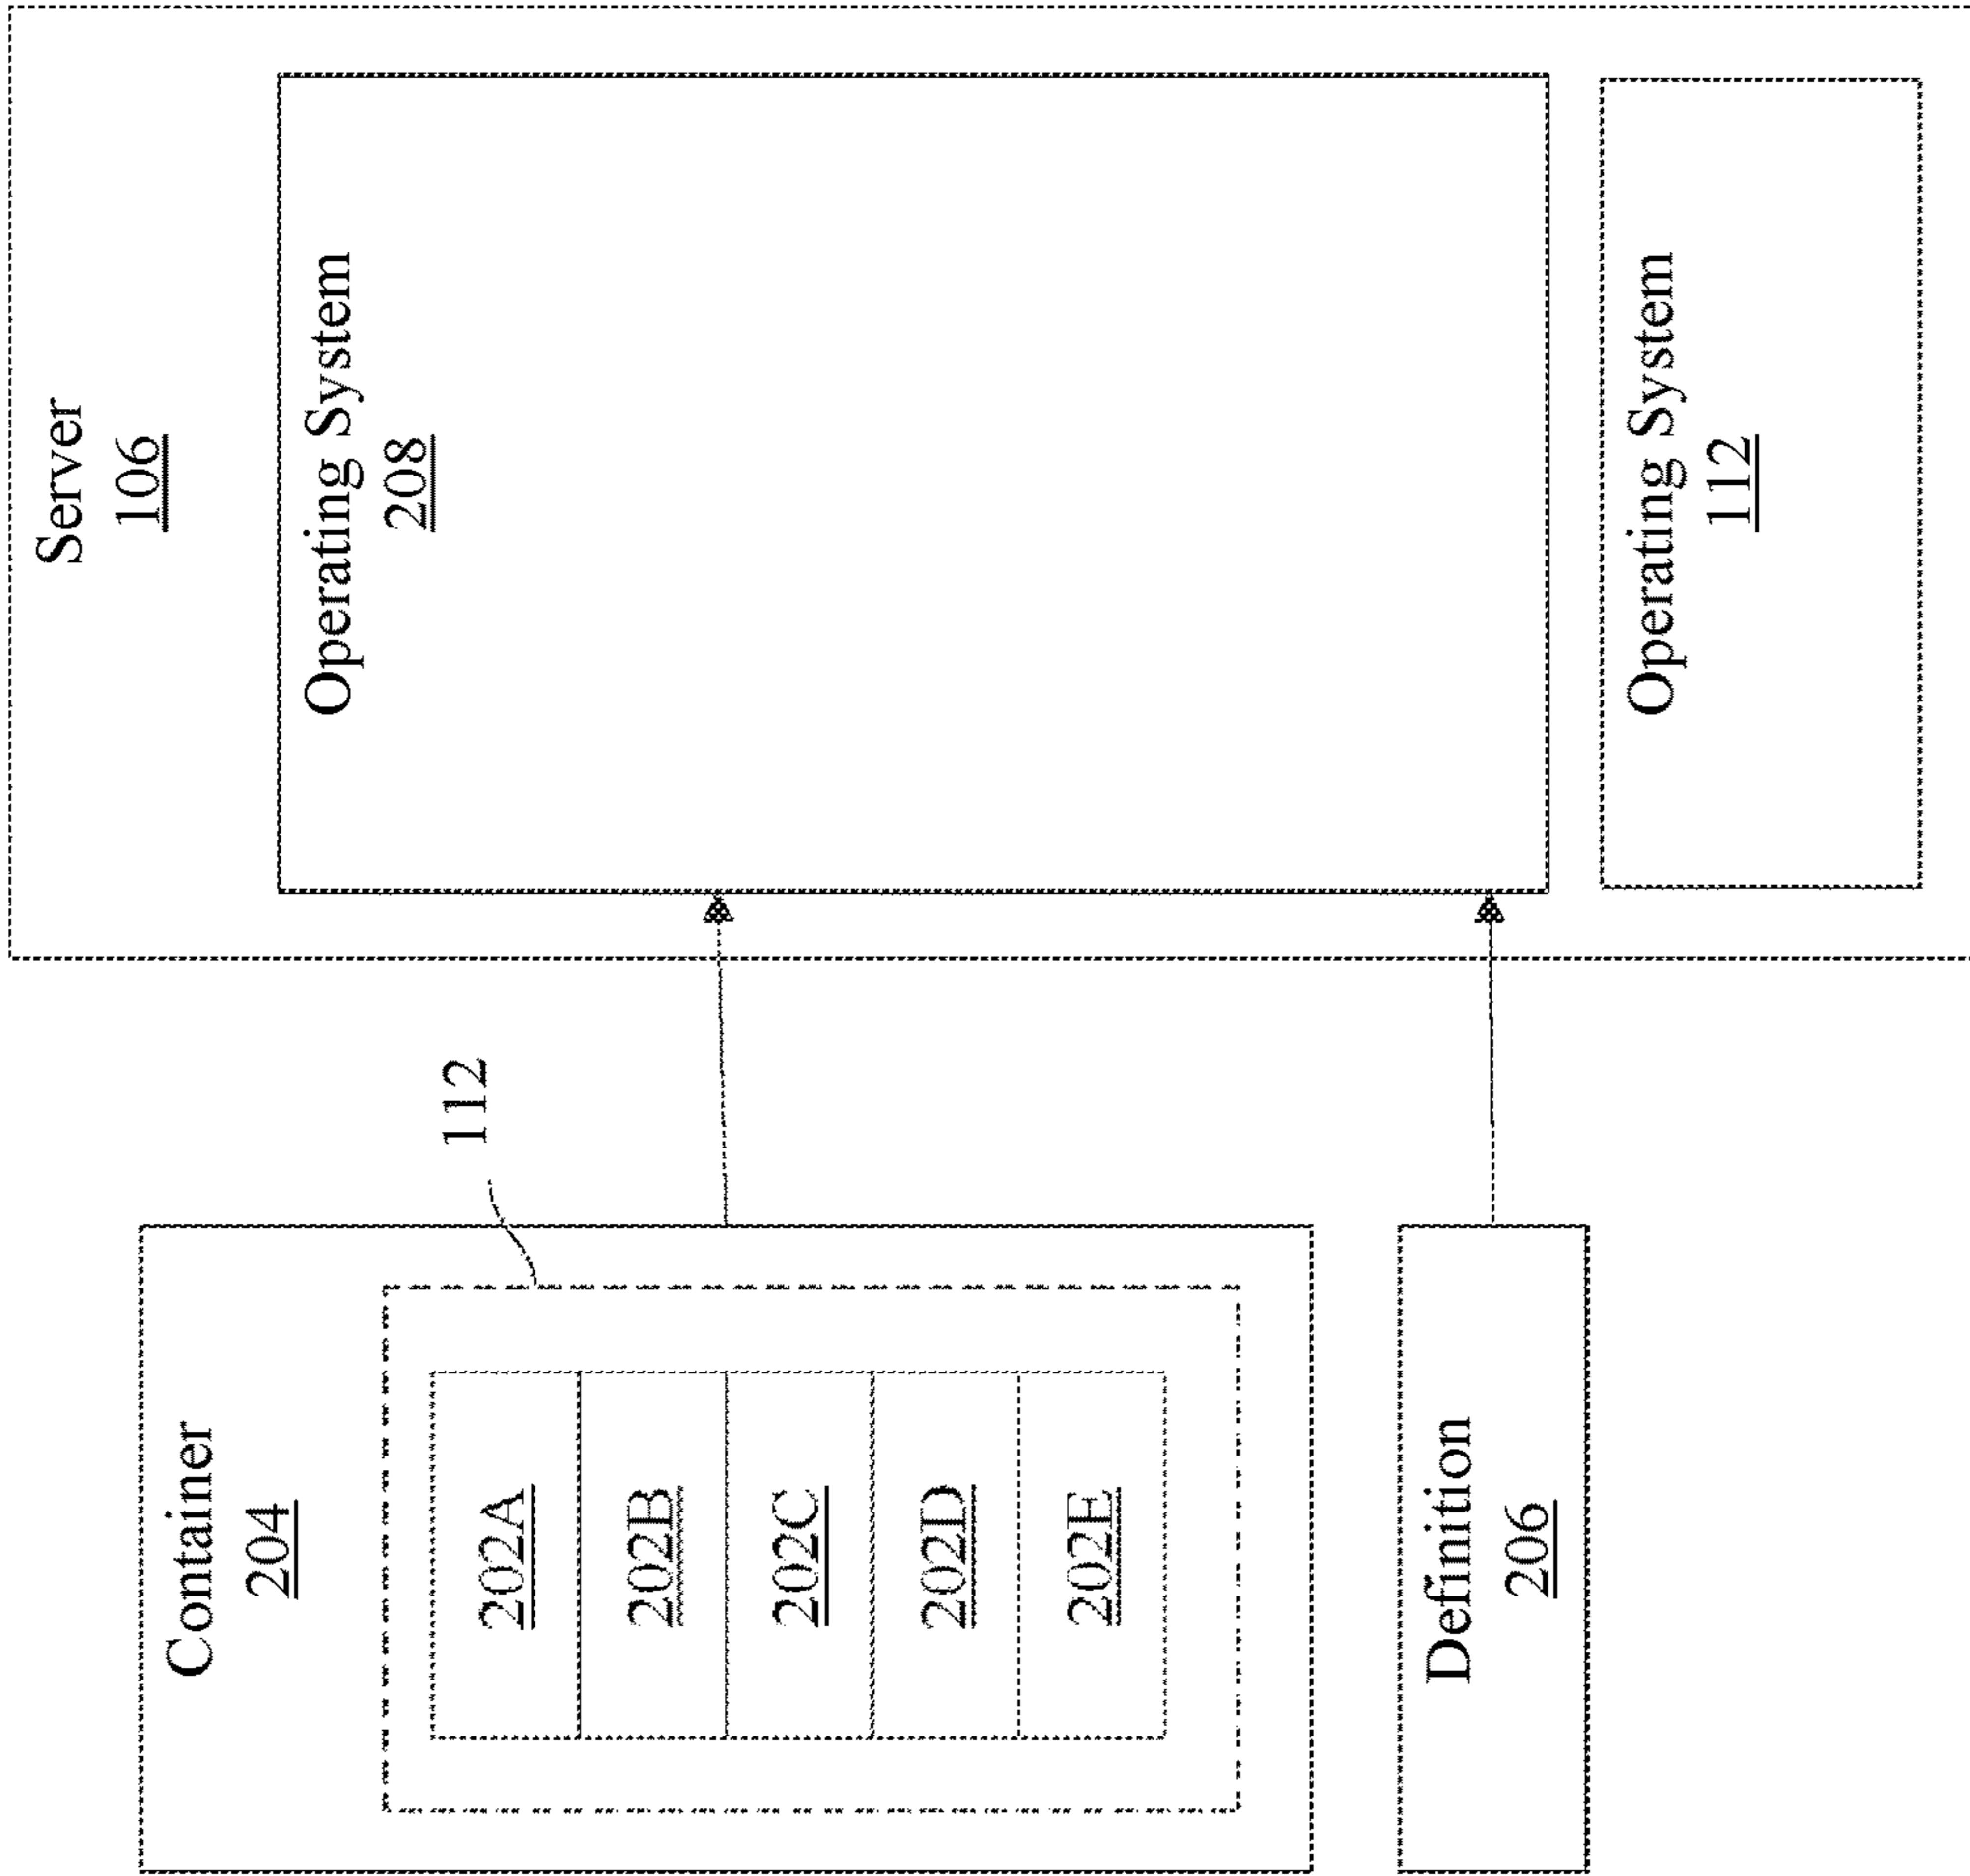 Server
106
Operating System
208
Operating System
112
112
Container
204
202A
202B
202C
202D
202E
Definition
206